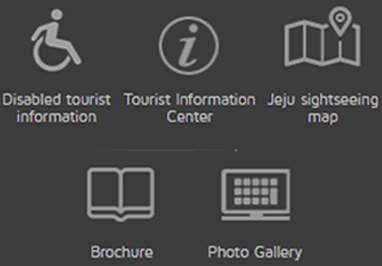 Disabled tourist
information
Tourist Information
Center
Jeju sightseeing
map
Brochure
Photo Gallery